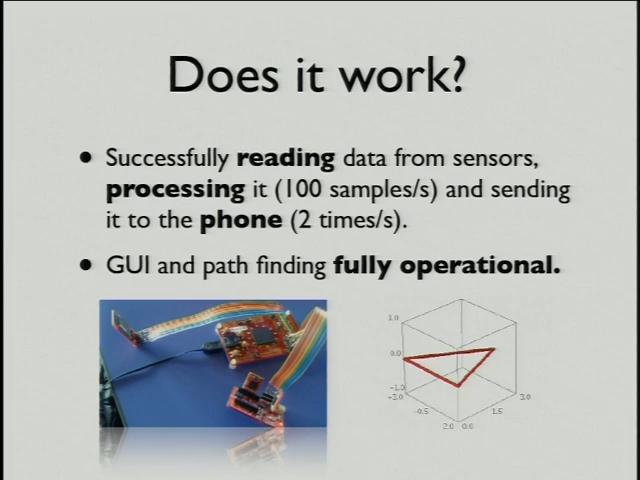 Does it work?
• Successfully reading data from sensors,
processing it (100 samples/s) and sending
it to the phone (2 times/s).
• GUI and path finding fully operational.
1.0
0.0
-1.0
-3.0
-0.5
2.0 0.0
1.5
3.0